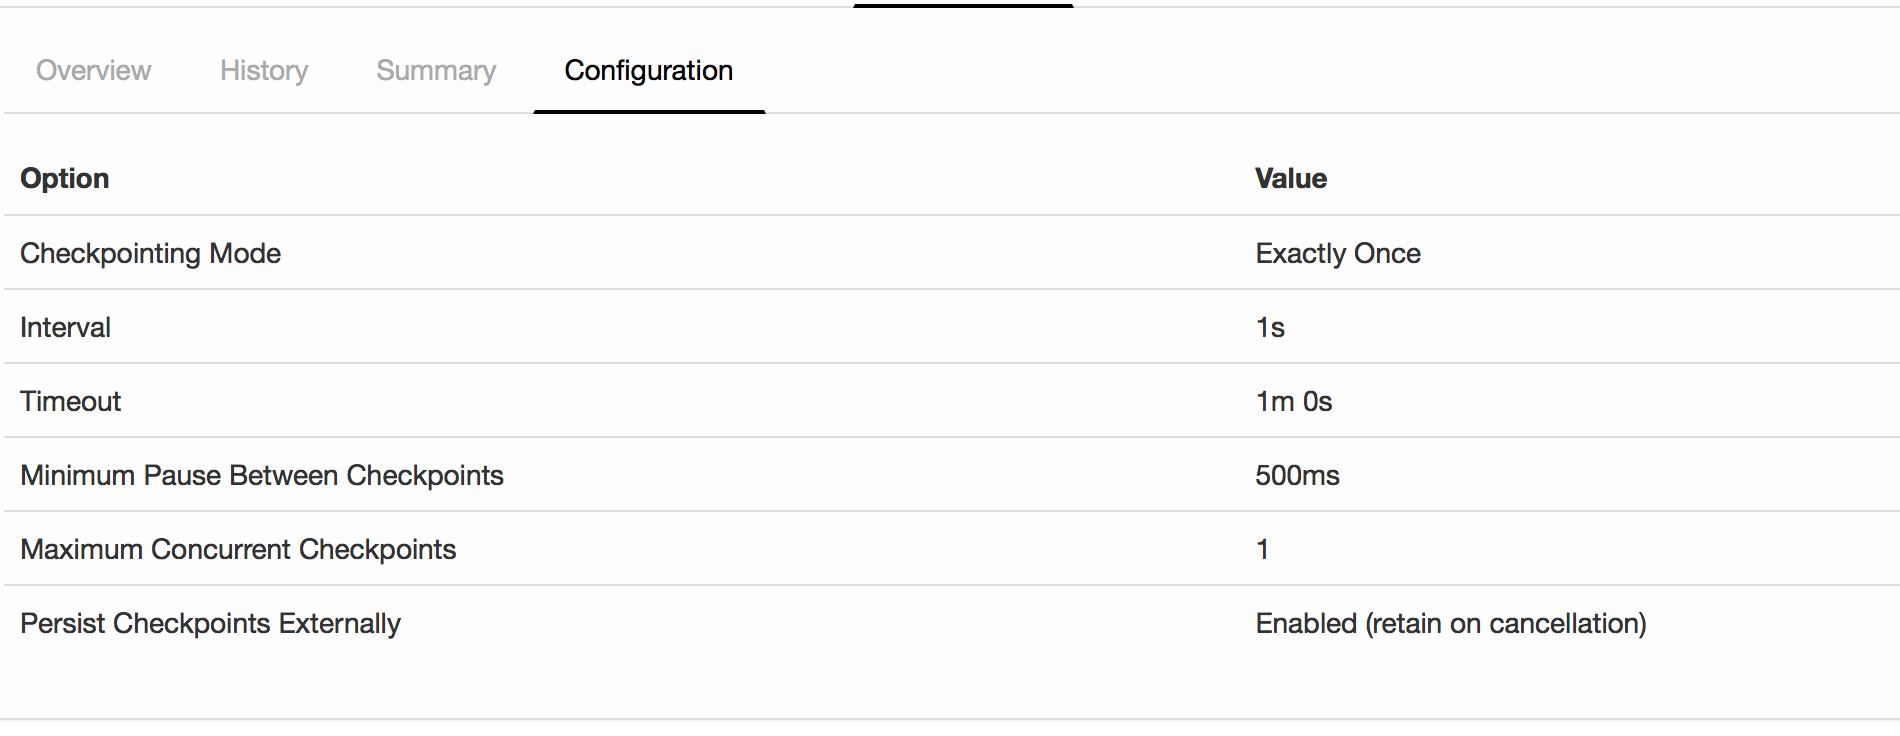 Overview History Summary Configuration
Option Value
Checkpointing Mode Exactly Once
Interval 1s
Timeout 1m 0s
Minimum Pause Between Checkpoints 500ms
Maximum Concurrent Checkpoints 1
Persist Checkpoints Externally Enabled (retain on cancellation)